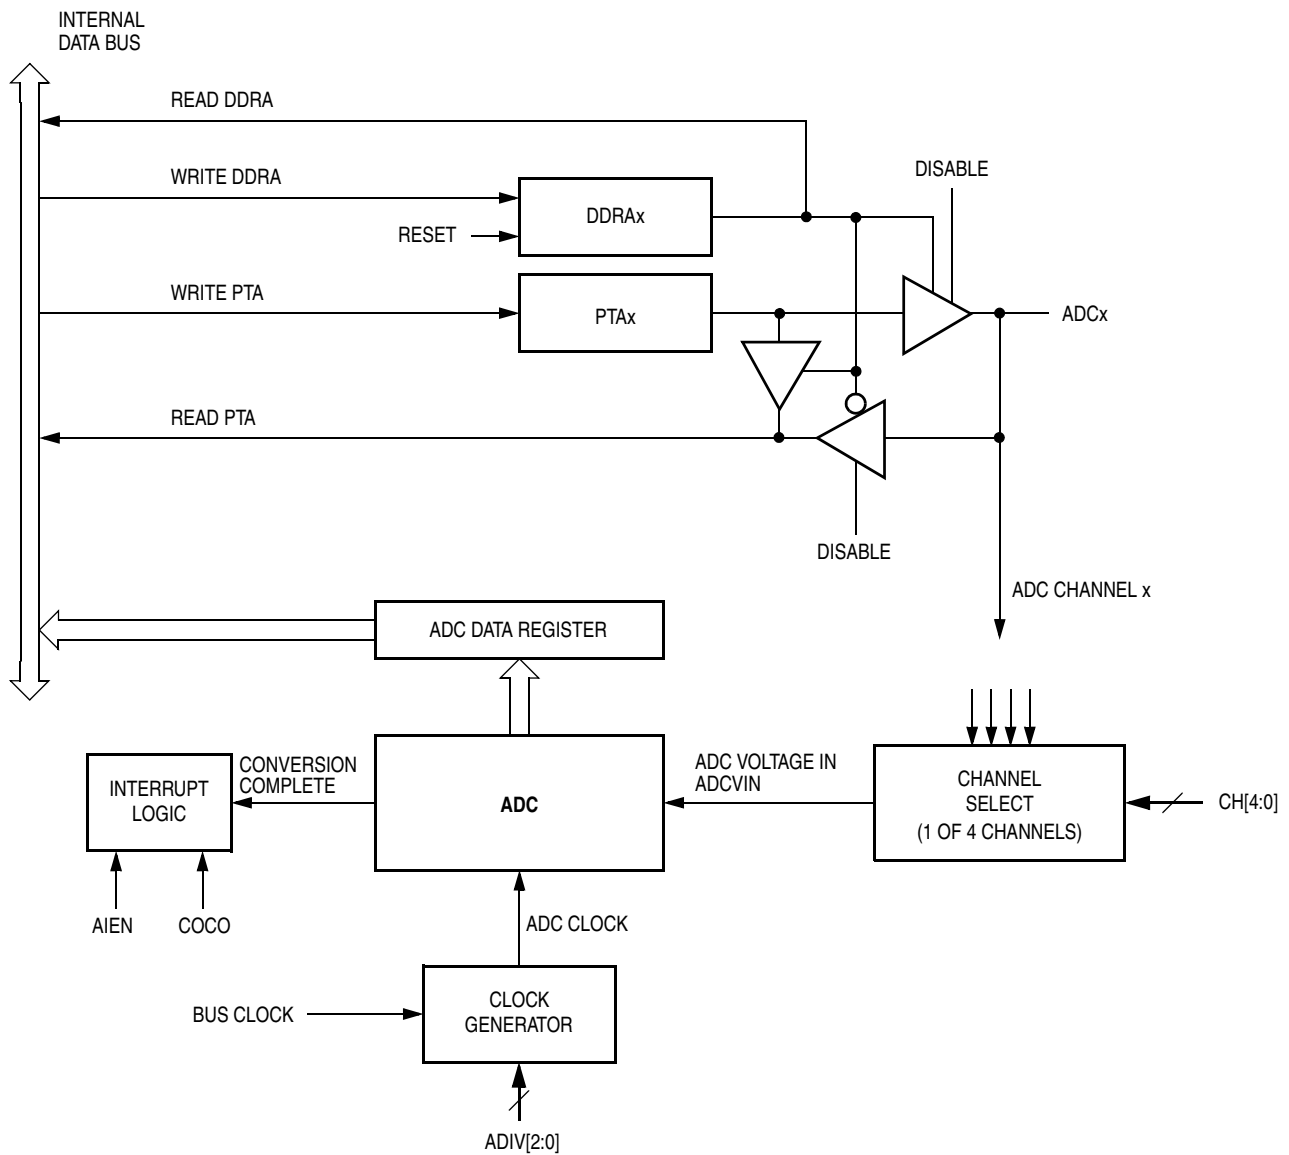 INTERNAL
DATA BUS
READ DDRA
WRITE DDRA
DISABLE
DDRAx
RESET
WRITE PTA
PTAx
ADCx
READ PTA
DISABLE
ADC CHANNEL x
ADC DATA REGISTER
INTERRUPT
LOGIC
CONVERSION
COMPLETE
ADC
ADC VOLTAGE IN
ADCVIN
CHANNEL
SELECT
(1 OF 4 CHANNELS)
CH[4:0]
AIEN
COCO
ADC CLOCK
BUS CLOCK
CLOCK
GENERATOR
ADIV[2:0]